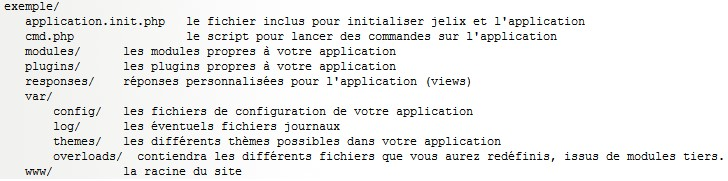 exemple/
application.init.php le fichier inclus pour initialiser jelix et l'application
cmd.php le script pour lancer des commandes sur l'application
modules/ les modules propres à votre application
plugins/ les plugins propres à votre application
responses/ réponses personnalisées pour l'application (views)
var/
config/ les fichiers de configuration de votre application
log/ les éventuels fichiers journaux
themes/ les différents thèmes possibles dans votre application
overloads/ contiendra les différents fichiers que vous aurez redéfinis, issus de modules tiers.
www/ la racine du site